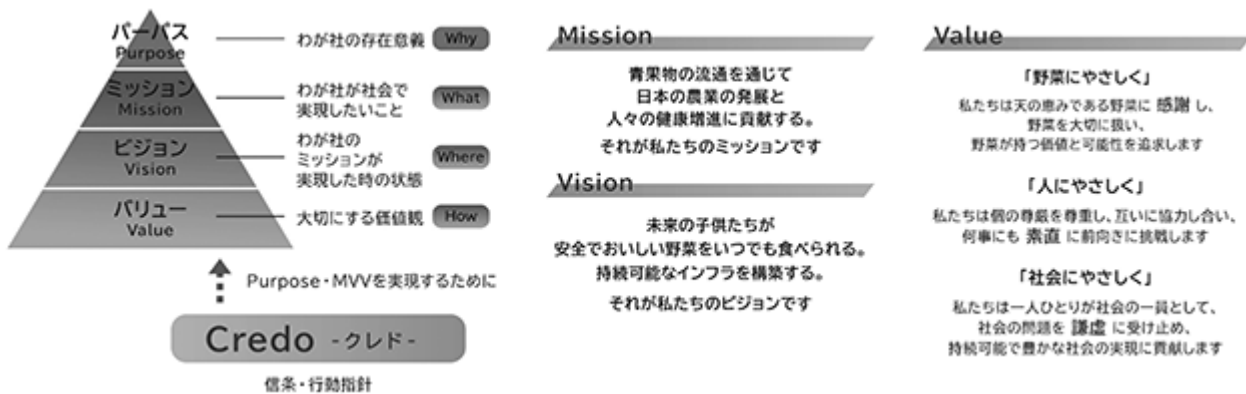 パーパス
Purpose
わが社の存在意義
Why
ミッション
Mission
わが社が社会で
実現したいこと
What
ビジョン
Vision
わが社の
ミッションが
実現した時の状態
Where
バリュー
Value
大切にする価値観
How
Purpose・MVVを実現するために
Credo -クレド-
信条・行動指針
Mission
青果物の流通を通じて
日本の農業の発展と
人々の健康増進に貢献する。
それが私たちのミッションです
Vision
未来の子供たちが
安全でおいしい野菜をいつでも食べられる。
持続可能なインフラを構築する。
それが私たちのビジョンです
Value
「野菜にやさしく」
私たちは天の恵みである野菜に 感謝 し、
野菜を大切に扱い、
野菜が持つ価値と可能性を追求します
「人にやさしく」
私たちは個の尊厳を尊重し、互いに協力し合い、
何事にも 素直 に前向きに挑戦します
「社会にやさしく」
私たちは一人ひとりが社会の一員として、
社会の問題を 謙虚 に受け止め、
持続可能で豊かな社会の実現に貢献します